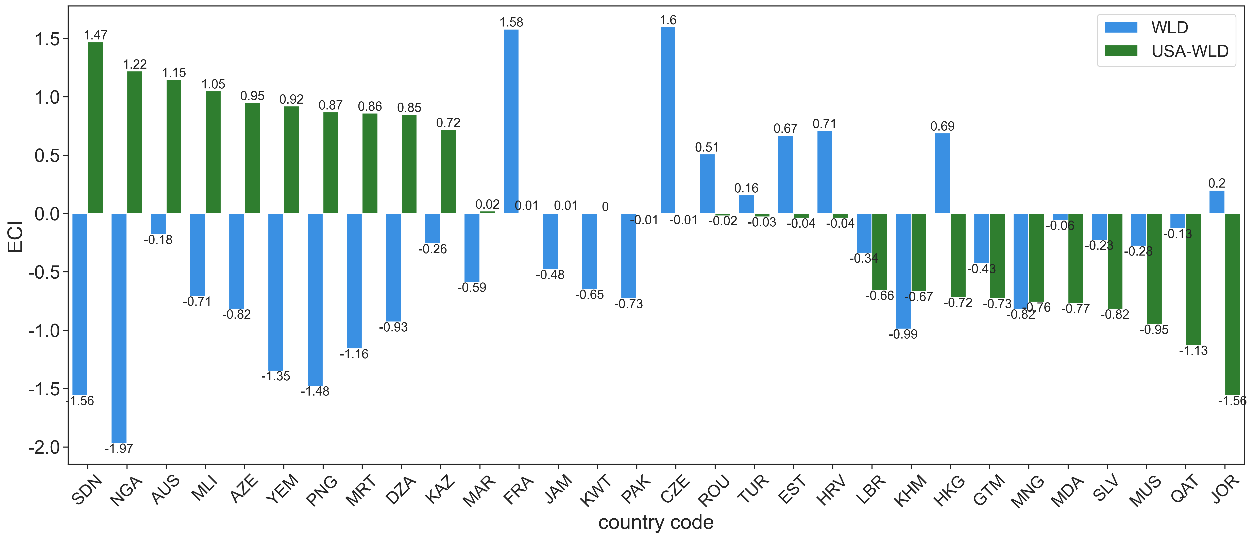 WLD
USA-WLD
ECI
1.5
1.0
0.5
0.0
-0.5
-1.0
-1.5
-2.0
1.47
1.22
1.15
1.05
0.95
0.92
0.87
0.86
0.85
0.72
0.02
0.01
0.01
0
-0.01
-0.01
-0.02
-0.03
-0.04
-0.04
-0.66
-0.67
-0.72
-0.73
-0.76
-0.77
-0.82
-0.95
-1.13
-1.56
-1.56
-1.97
-0.18
-0.71
-0.82
-1.35
-1.48
-1.16
-0.93
-0.26
-0.59
1.58
-0.48
-0.65
-0.73
1.6
0.51
0.16
0.67
0.71
-0.34
-0.99
0.69
-0.43
-0.82
-0.06
-0.23
-0.28
-0.13
0.2
SDN
NGA
AUS
MLI
AZE
YEM
PNG
MRT
DZA
KAZ
MAR
FRA
JAM
KWT
PAK
CZE
ROU
TUR
EST
HRV
LBR
KHM
HKG
GTM
MNG
MDA
SLV
MUS
QAT
JOR
country code